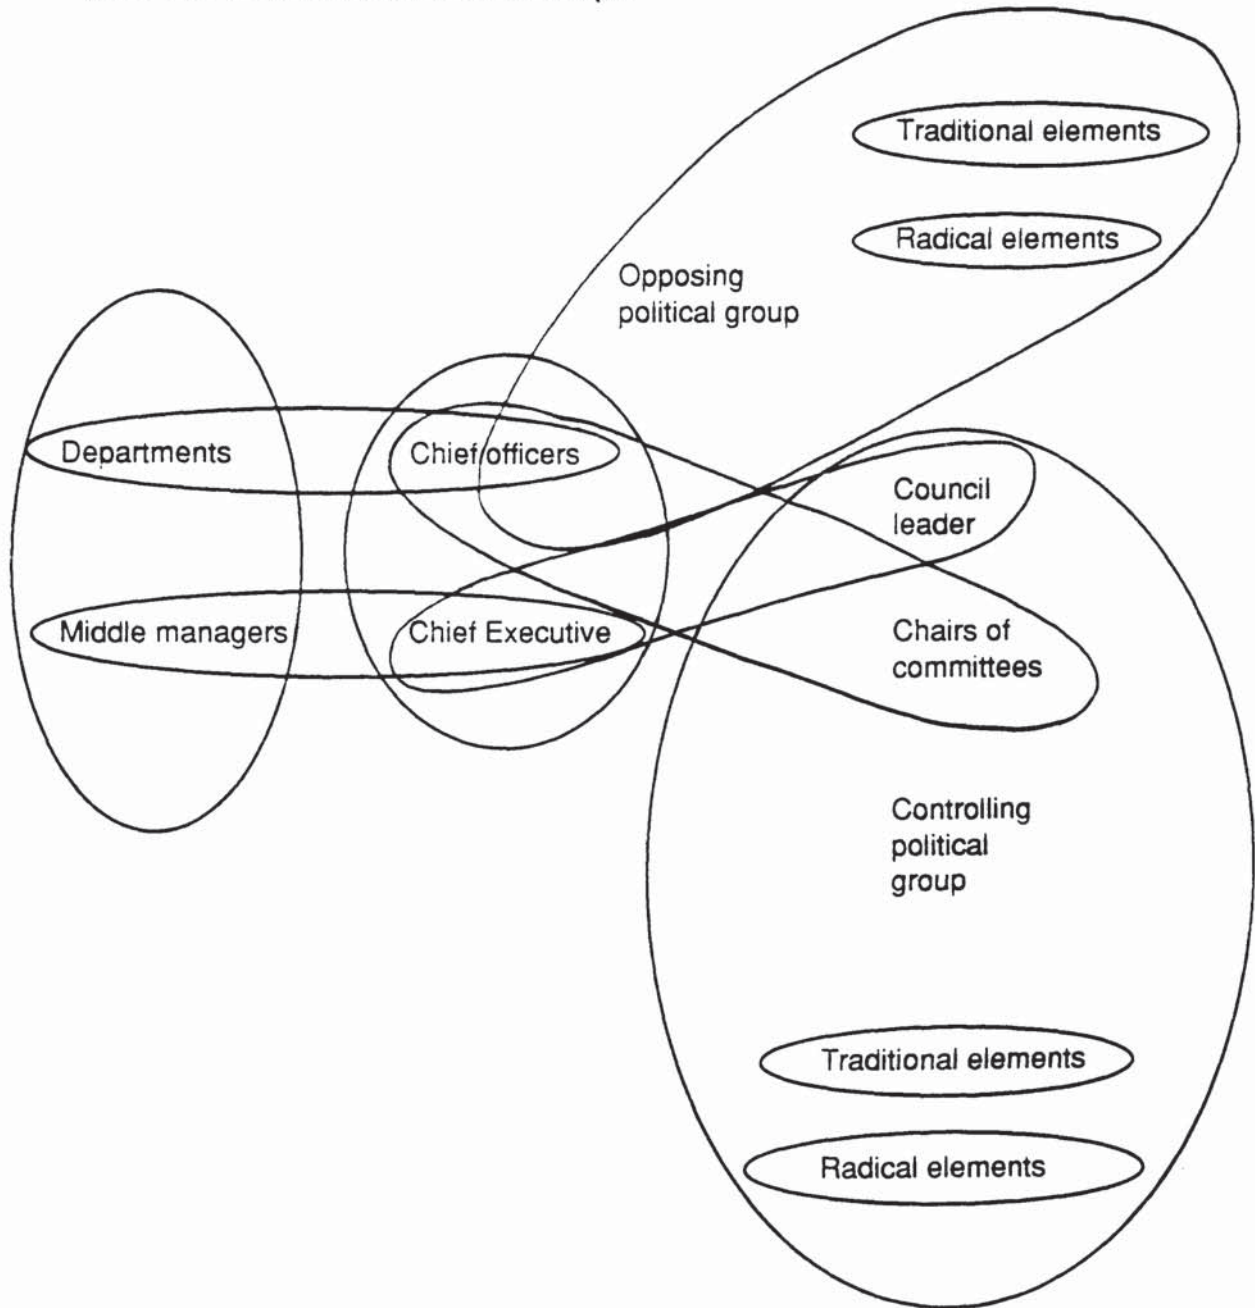 Traditional elements
Radical elements
Opposing
political group
Departments
Chief officers
Council
leader
Middle managers
Chief Executive
Chairs of
committees
Controlling
political
group
Traditional elements
Radical elements